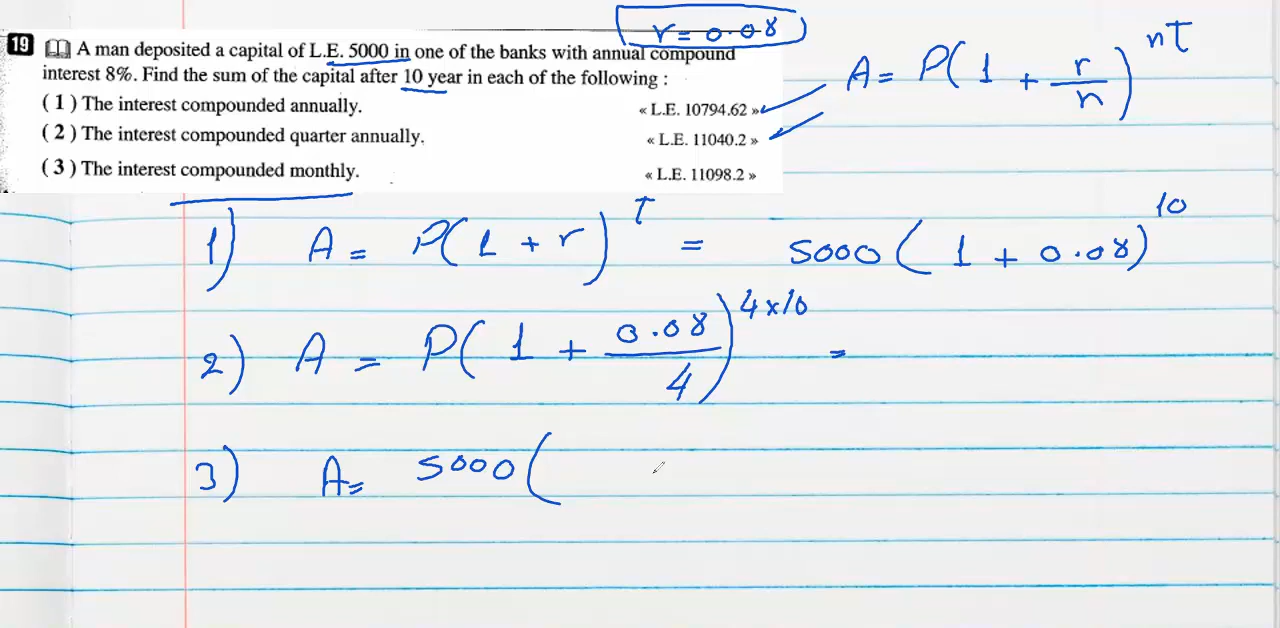 r = 0.08
19 A man deposited a capital of L.E. 5000 in one of the banks with annual compound
interest 8%. Find the sum of the capital after 10 year in each of the following :
( 1 ) The interest compounded annually. « L.E. 10794.62 »
( 2 ) The interest compounded quarter annually. « L.E. 11040.2 »
( 3 ) The interest compounded monthly. « L.E. 11098.2 »
A = P(1 + r/n)^nt
1) A = P(1 + r)^T = 5000(1 + 0.08)^10
2) A = P(1 + 0.08/4)^4x10 =
3) A = 5000(